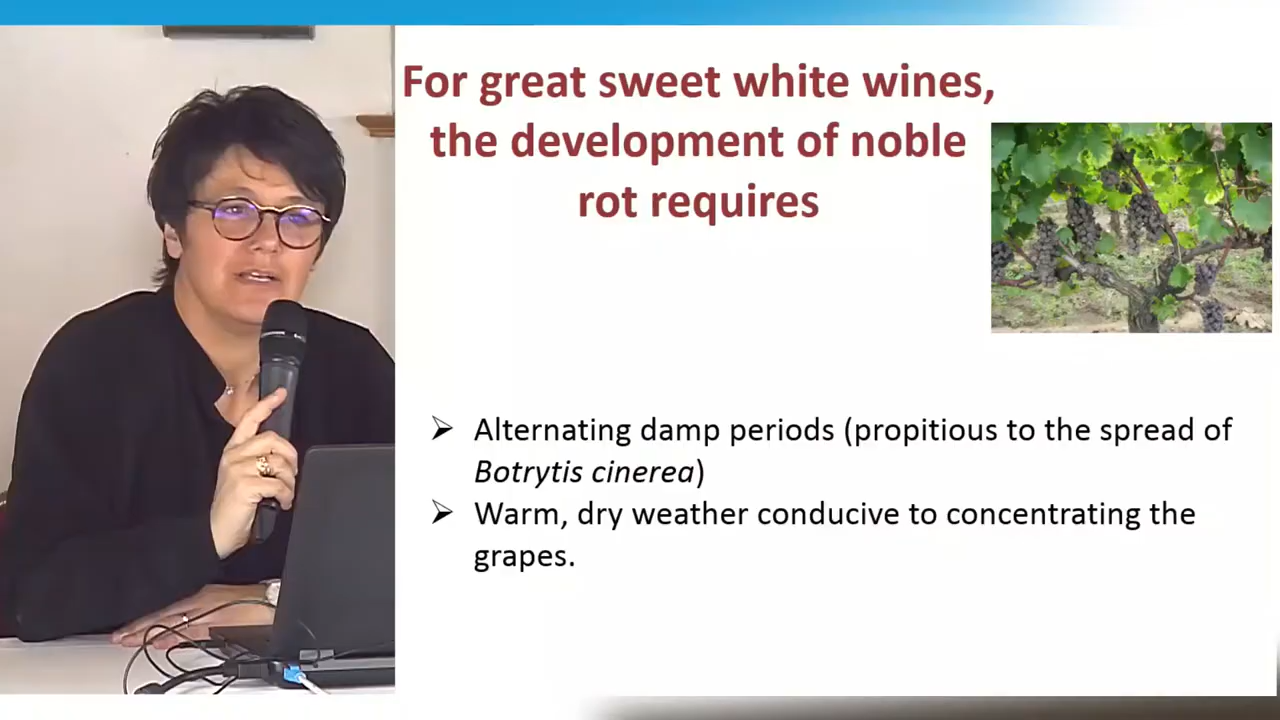 For great sweet white wines,
the development of noble
rot requires
➢ Alternating damp periods (propitious to the spread of
Botrytis cinerea)
➢ Warm, dry weather conducive to concentrating the
grapes.